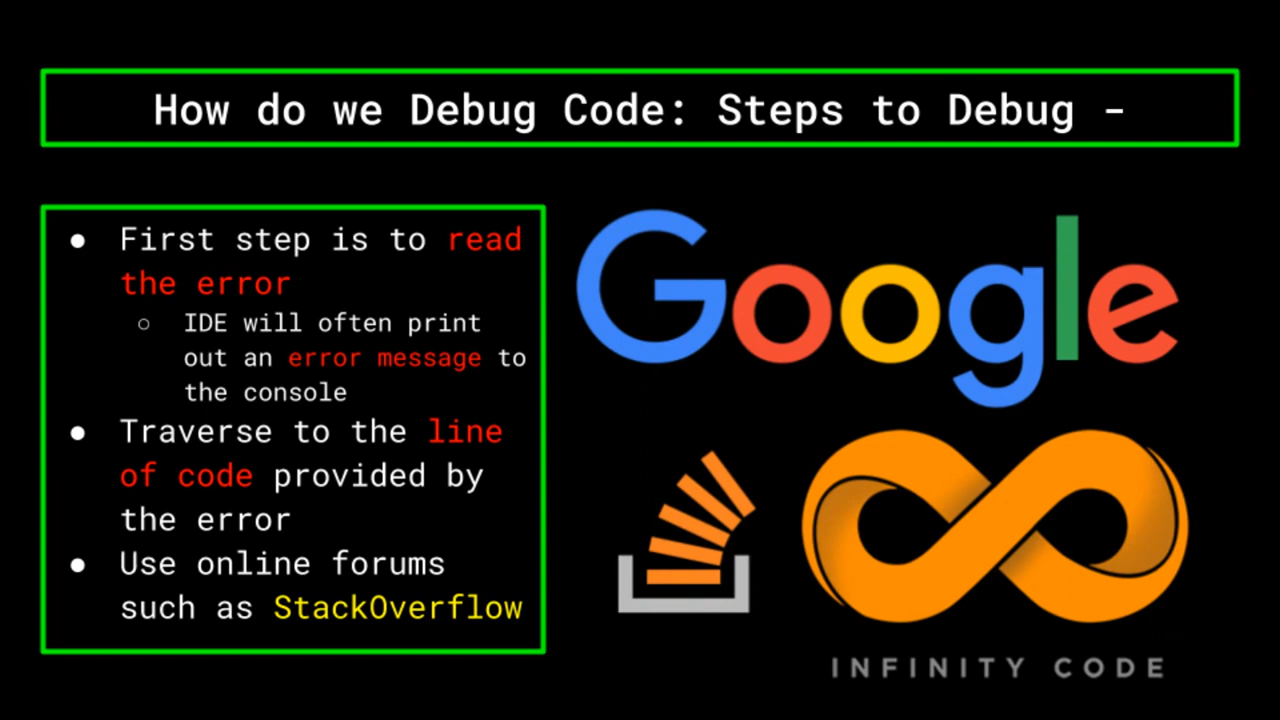 How do we Debug Code: Steps to Debug -
● First step is to read
the error
○ IDE will often print
out an error message to
the console
● Traverse to the line
of code provided by
the error
● Use online forums
such as StackOverflow
Google
INFINITY CODE